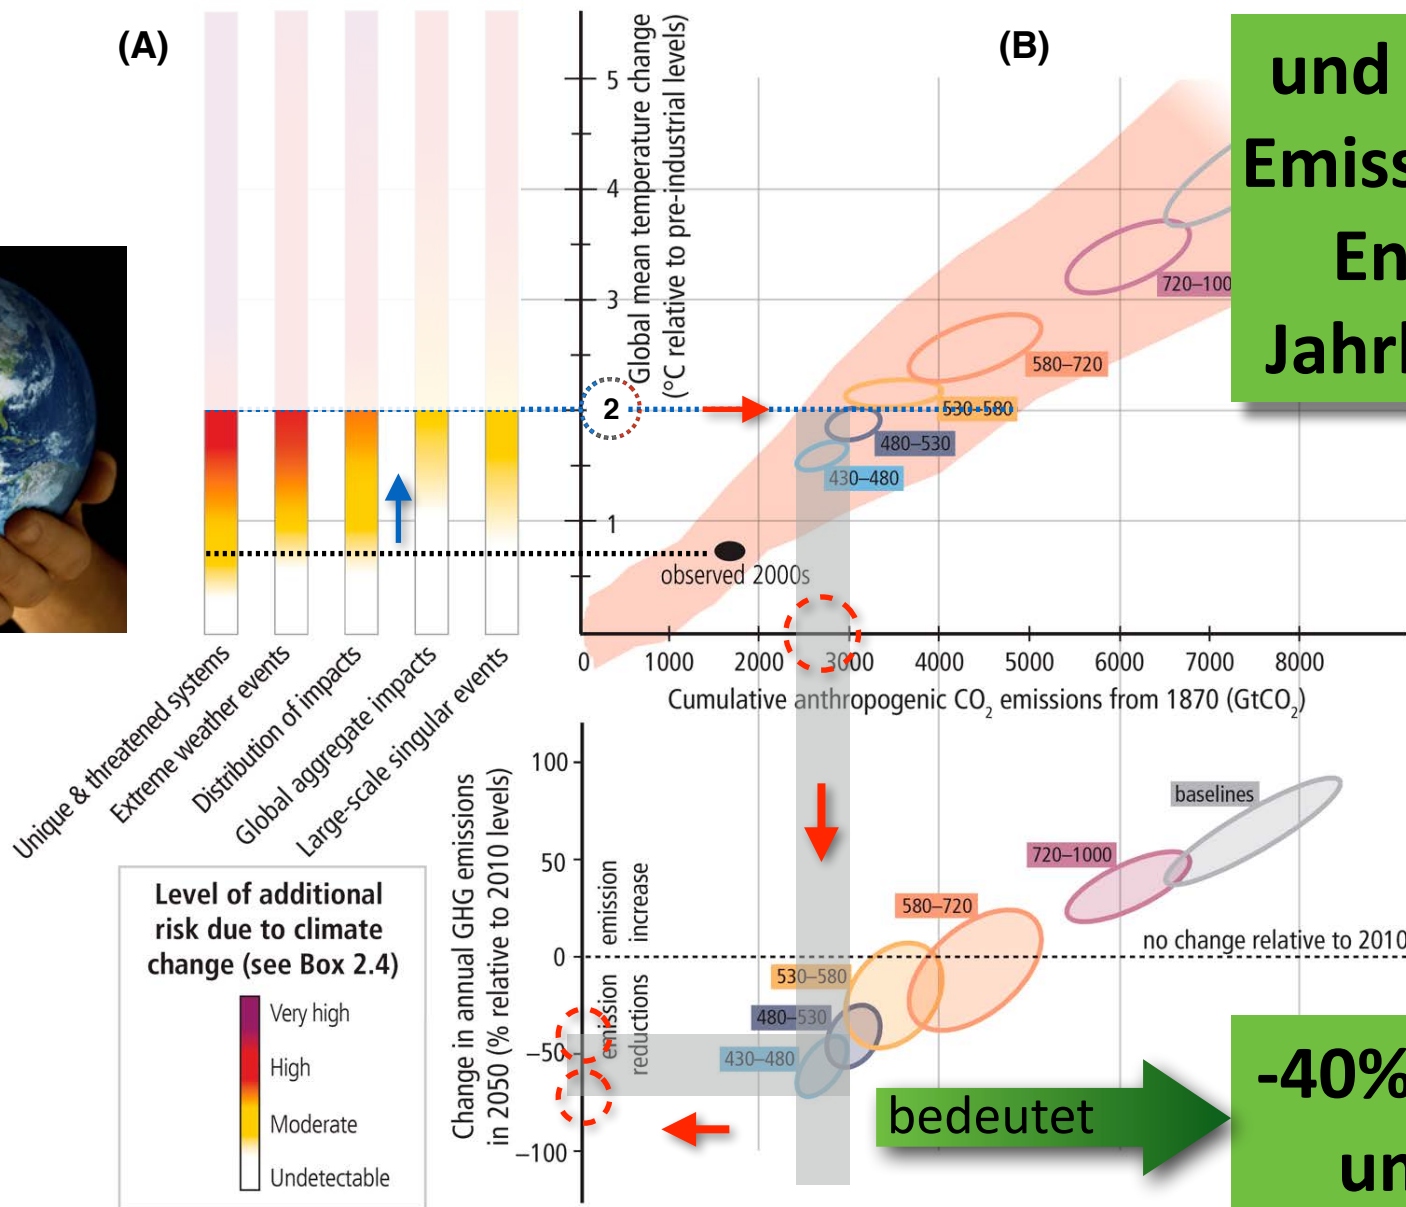 (A)
Unique & threatened systems
Extreme weather events
Distribution of impacts
Global aggregate impacts
Large-scale singular events
Level of additional
risk due to climate
change (see Box 2.4)
Very high
High
Moderate
Undetectable
(B)
Global mean temperature change
(°C relative to pre-industrial levels)
5
4
3
2
1
720–100
580–720
530–580
480–530
430–480
observed 2000s
0 1000 2000 3000 4000 5000 6000 7000 8000
Cumulative anthropogenic CO₂ emissions from 1870 (GtCO₂)
Change in annual GHG emissions
in 2050 (% relative to 2010 levels)
100
50
0
−50
−100
emission
increase
emission
reductions
baselines
720–1000
580–720
no change relative to 2010
530–580
480–530
430–480
bedeutet
und
Emiss
En
Jahr
-40%
un